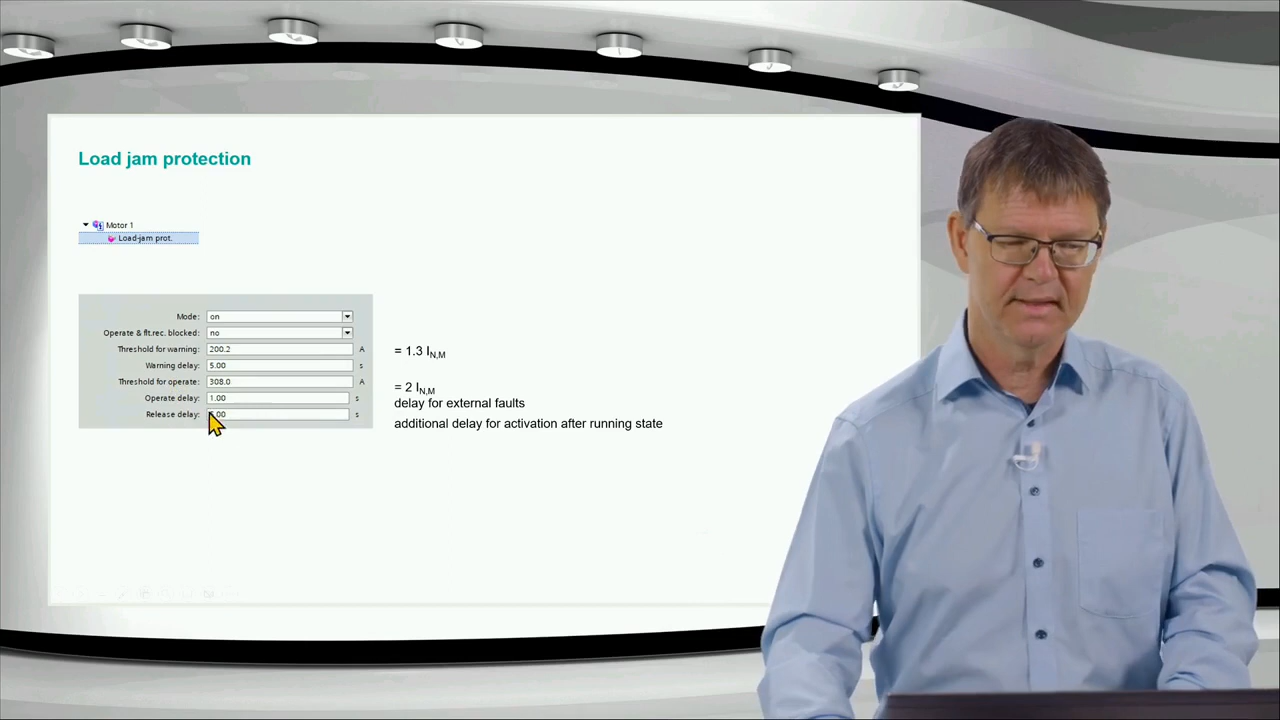 Load jam protection
Motor 1
Load-jam prot.
Mode: on
Operate & flt.rec. blocked: no
Threshold for warning: 200.2 A = 1.3 IN,M
Warning delay: 5.00 s
Threshold for operate: 308.0 A = 2 IN,M
Operate delay: 1.00 s delay for external faults
Release delay: .00 s additional delay for activation after running state